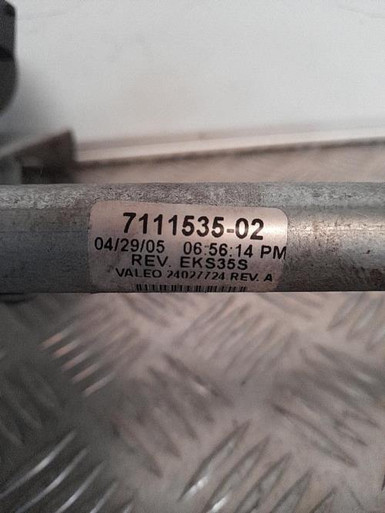 7111535-02
04/29/05 06:56:14 PM
REV. EKS35S
VALEO 24027724 REV. A